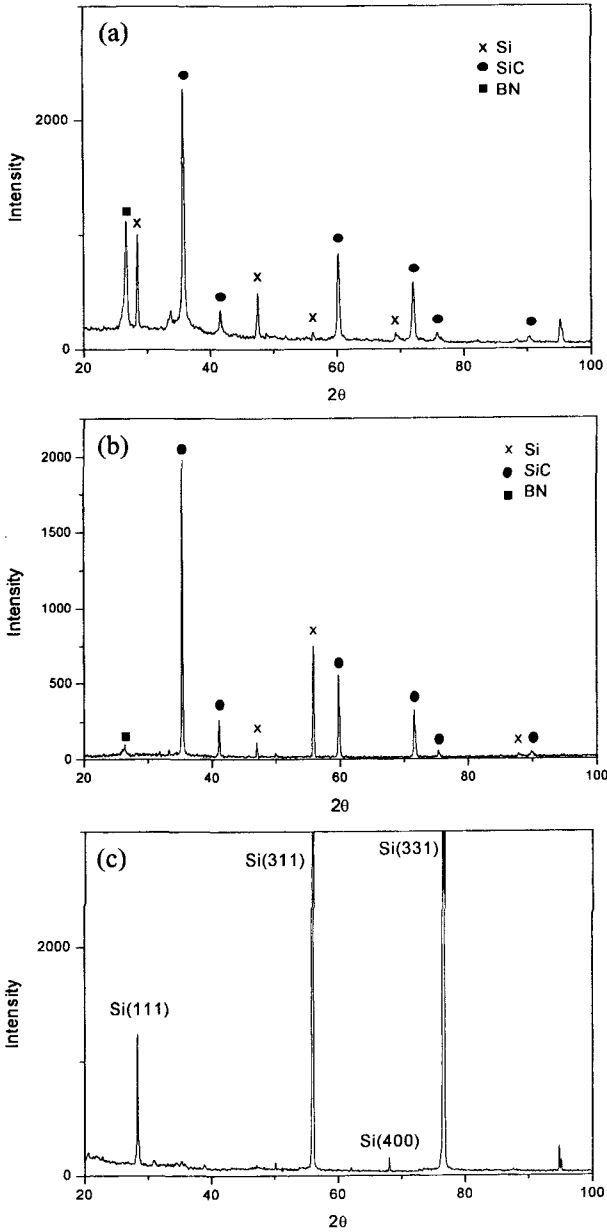 (a)
x Si
● SiC
■ BN
2000
0
Intensity
20 40 60 80 100
2θ
(b)
x Si
● SiC
■ BN
2000
1500
1000
500
0
Intensity
20 40 60 80 100
2θ
(c)
Si(311)
Si(331)
2000
Si(111)
Si(400)
0
Intensity
20 40 60 80 100
2θ